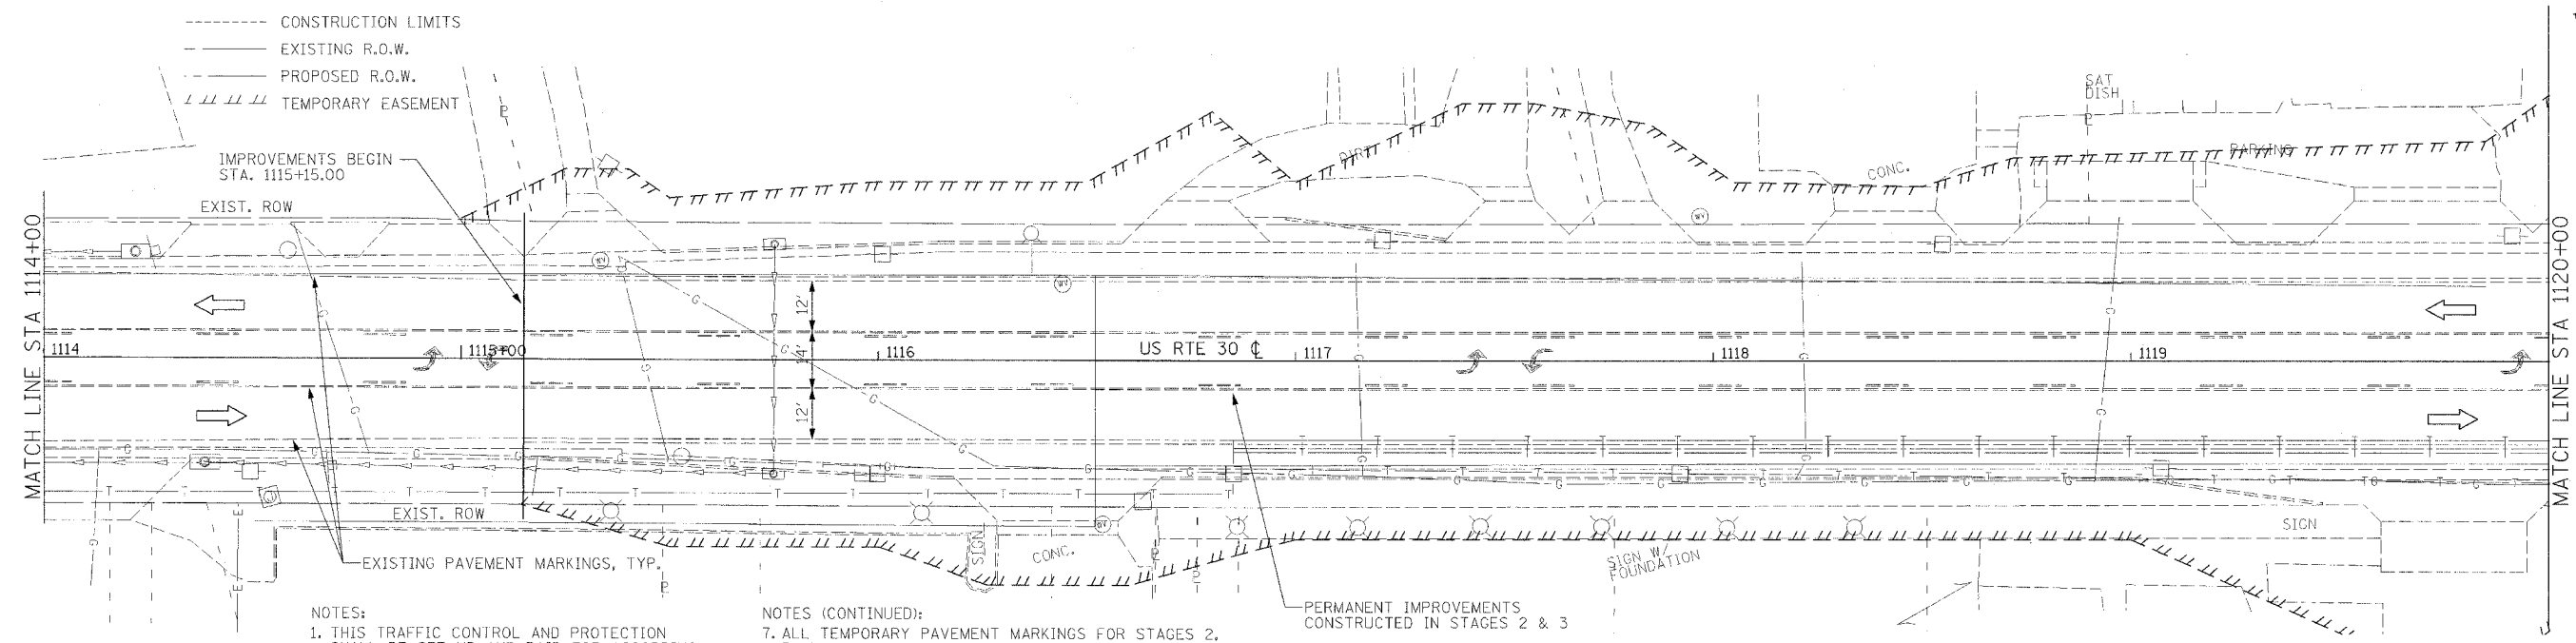 CONSTRUCTION LIMITS
EXISTING R.O.W.
PROPOSED R.O.W.
TEMPORARY EASEMENT
IMPROVEMENTS BEGIN
STA. 1115+15.00
EXIST. ROW
SAT
DISH
DIRT
CONC.
PARKING
MATCH LINE STA 1114+00
MATCH LINE STA 1120+00
12'
14'
12'
1114
1115+00
1116
US RTE 30 ℄
1117
1118
1119
EXIST. ROW
EXISTING PAVEMENT MARKINGS, TYP.
SIGN
CONC.
SIGN W/
FOUNDATION
SIGN
PERMANENT IMPROVEMENTS
CONSTRUCTED IN STAGES 2 & 3
NOTES:
1. THIS TRAFFIC CONTROL AND PROTECTION
NOTES (CONTINUED):
7. ALL TEMPORARY PAVEMENT MARKINGS FOR STAGES 2,